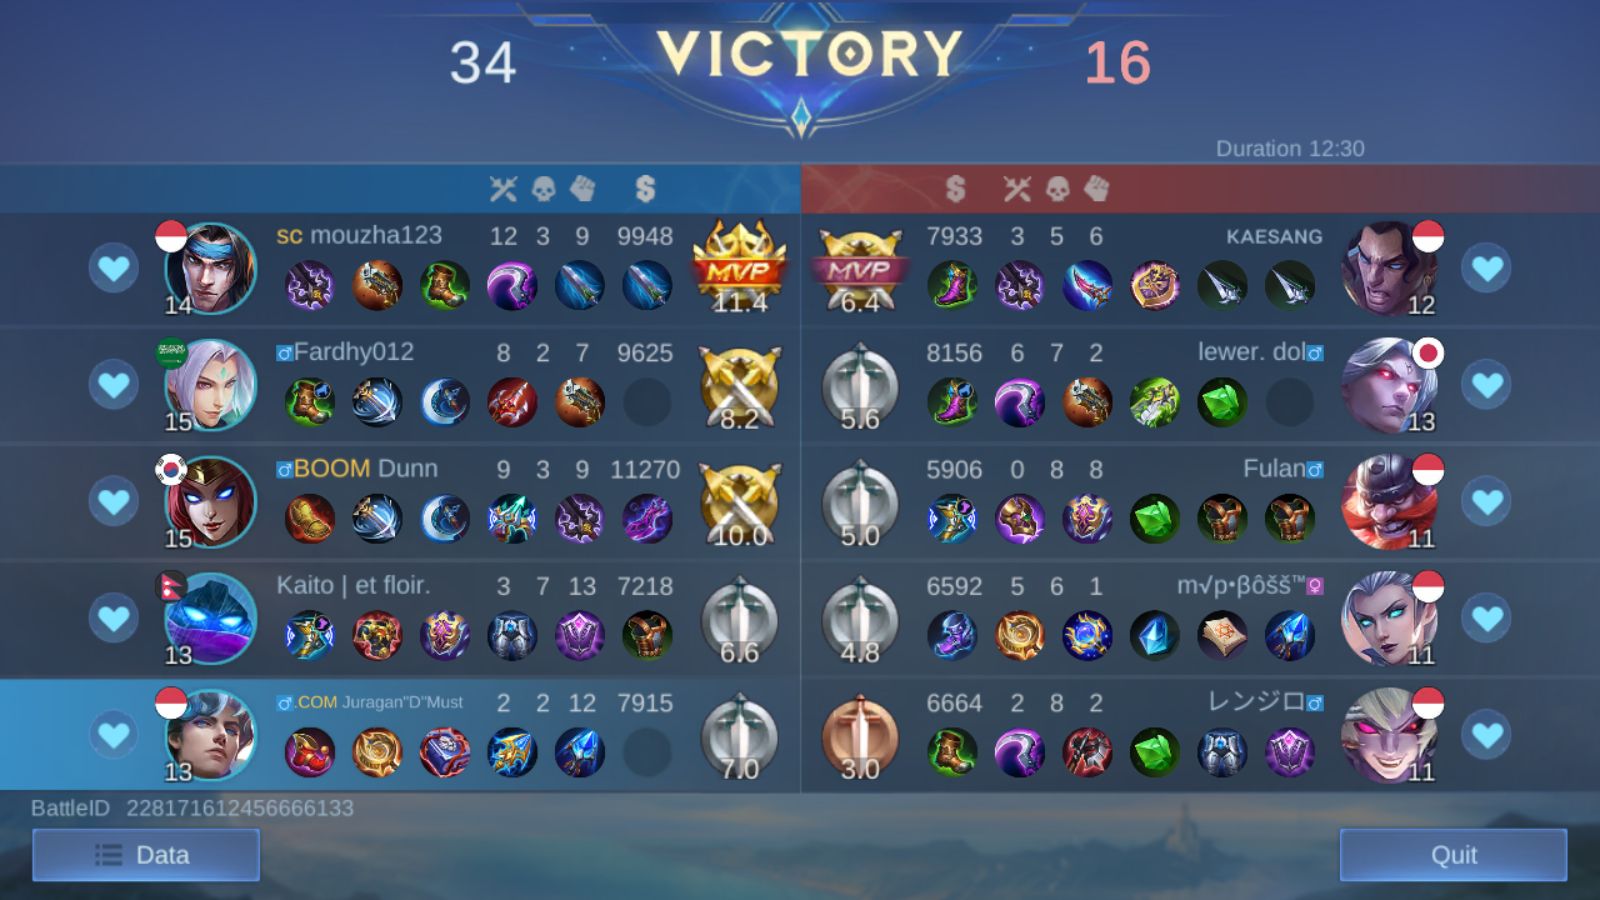 34 VICTORY 16
Duration 12:30
sc mouzha123 12 3 9 9948
14 MVP 11.4
MVP 6.4 7933 3 5 6 KAESANG
12
Fardhy012 8 2 7 9625
15 8.2
5.6 8156 6 7 2 lewer. dol
13
BOOM Dunn 9 3 9 11270
15 10.0
5.0 5906 0 8 8 Fulan
11
Kaito | et floir. 3 7 13 7218
13 6.6
4.8 6592 5 6 1 m√p•βôšš™
11
.COM Juragan"D"Must 2 2 12 7915
13 7.0
3.0 6664 2 8 2 レンジロ
11
BattleID 228171612456666133
Data
Quit